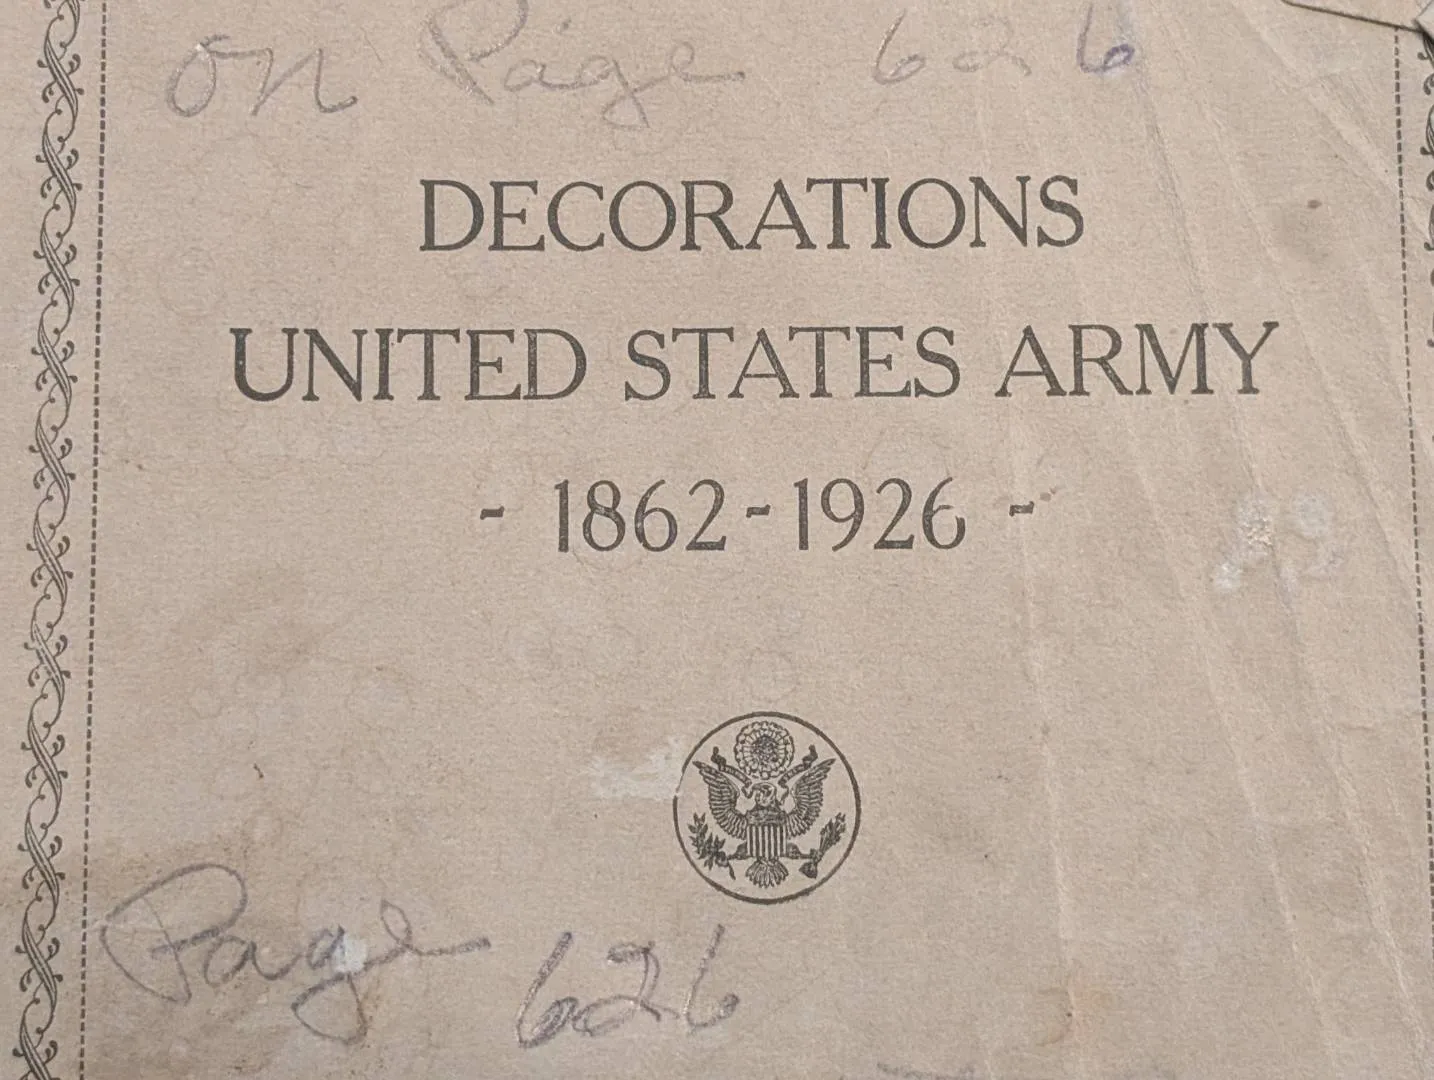 on Page 626
DECORATIONS
UNITED STATES ARMY
- 1862-1926 -
Page 626